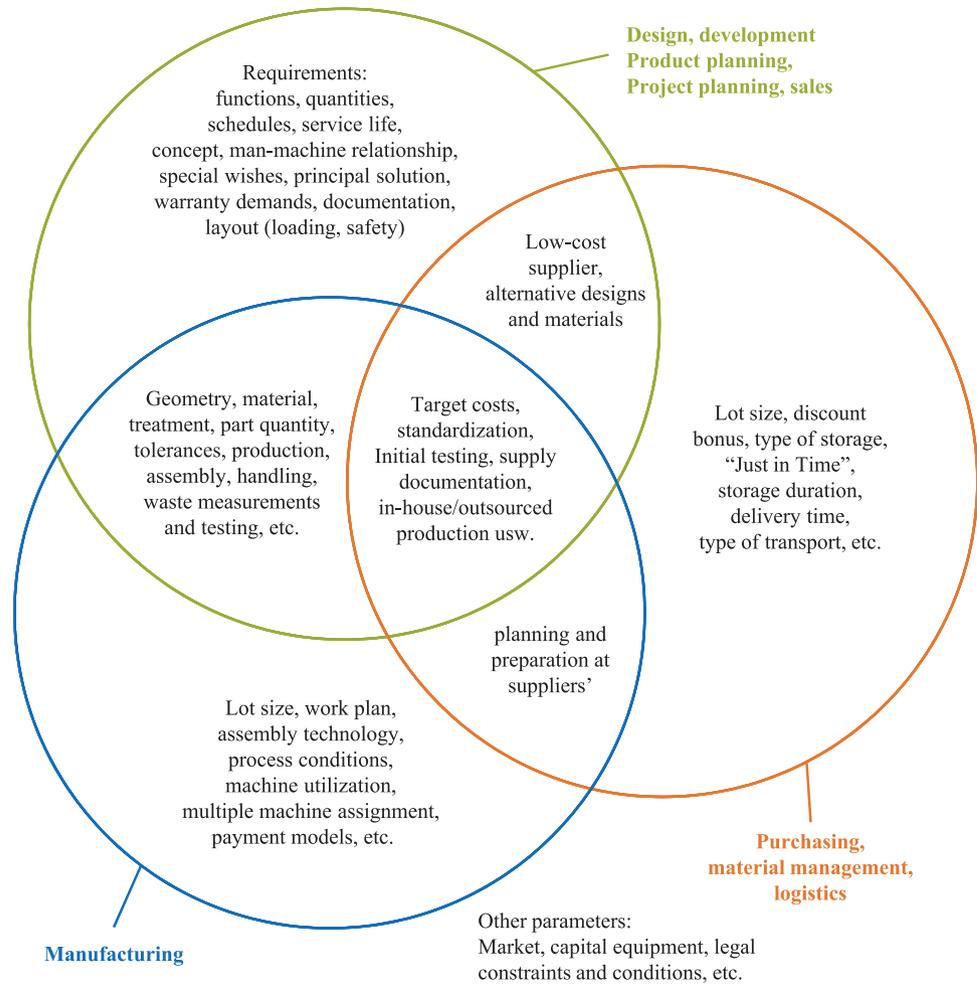 Design, development
Product planning,
Project planning, sales
Requirements:
functions, quantities,
schedules, service life,
concept, man-machine relationship,
special wishes, principal solution,
warranty demands, documentation,
layout (loading, safety)
Low-cost
supplier,
alternative designs
and materials
Geometry, material,
treatment, part quantity,
tolerances, production,
assembly, handling,
waste measurements
and testing, etc.
Target costs,
standardization,
Initial testing, supply
documentation,
in-house/outsourced
production usw.
Lot size, discount
bonus, type of storage,
“Just in Time”,
storage duration,
delivery time,
type of transport, etc.
planning and
preparation at
suppliers’
Lot size, work plan,
assembly technology,
process conditions,
machine utilization,
multiple machine assignment,
payment models, etc.
Purchasing,
material management,
logistics
Manufacturing
Other parameters:
Market, capital equipment, legal
constraints and conditions, etc.